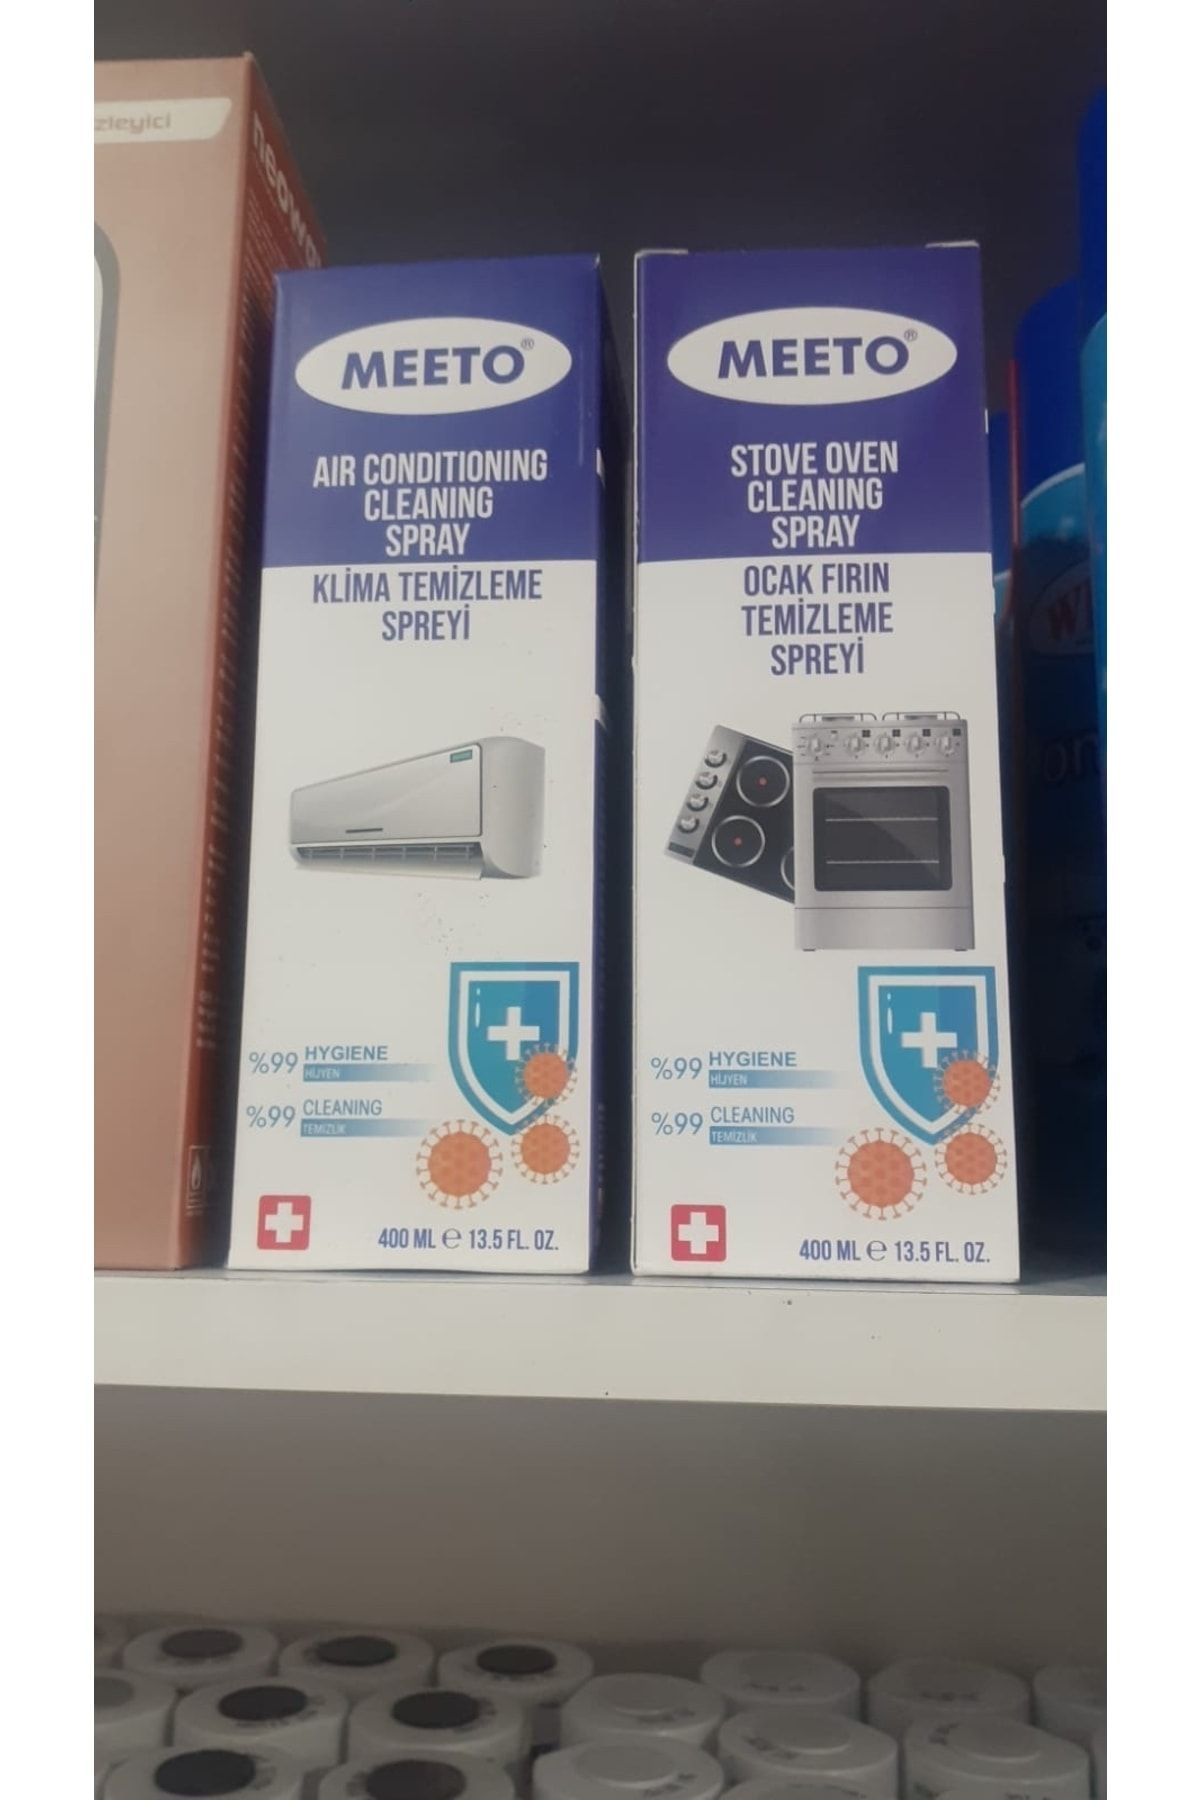 zleyici
MEETO®
AIR CONDITIONING
CLEANING
SPRAY
KLİMA TEMİZLEME
SPREYİ
%99 HYGIENE
HİJYEN
%99 CLEANING
TEMİZLİK
400 ML ℮ 13.5 FL. OZ.
MEETO®
STOVE OVEN
CLEANING
SPRAY
OCAK FIRIN
TEMİZLEME
SPREYİ
%99 HYGIENE
HİJYEN
%99 CLEANING
TEMİZLİK
400 ML ℮ 13.5 FL. OZ.